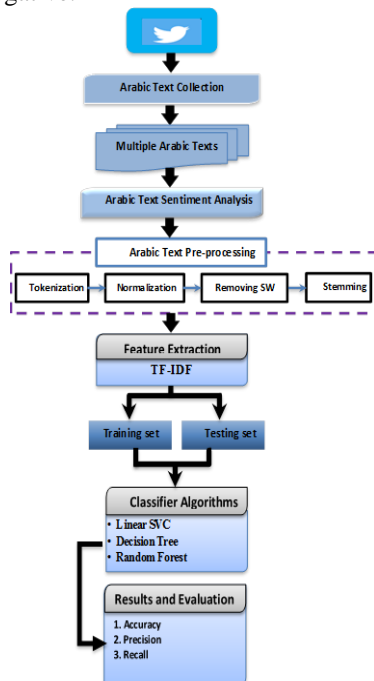 Arabic Text Collection
Multiple Arabic Texts
Arabic Text Sentiment Analysis
Arabic Text Pre-processing
Tokenization
Normalization
Removing SW
Stemming
Feature Extraction
TF-IDF
Training set
Testing set
Classifier Algorithms
• Linear SVC
• Decision Tree
• Random Forest
Results and Evaluation
1. Accuracy
2. Precision
3. Recall